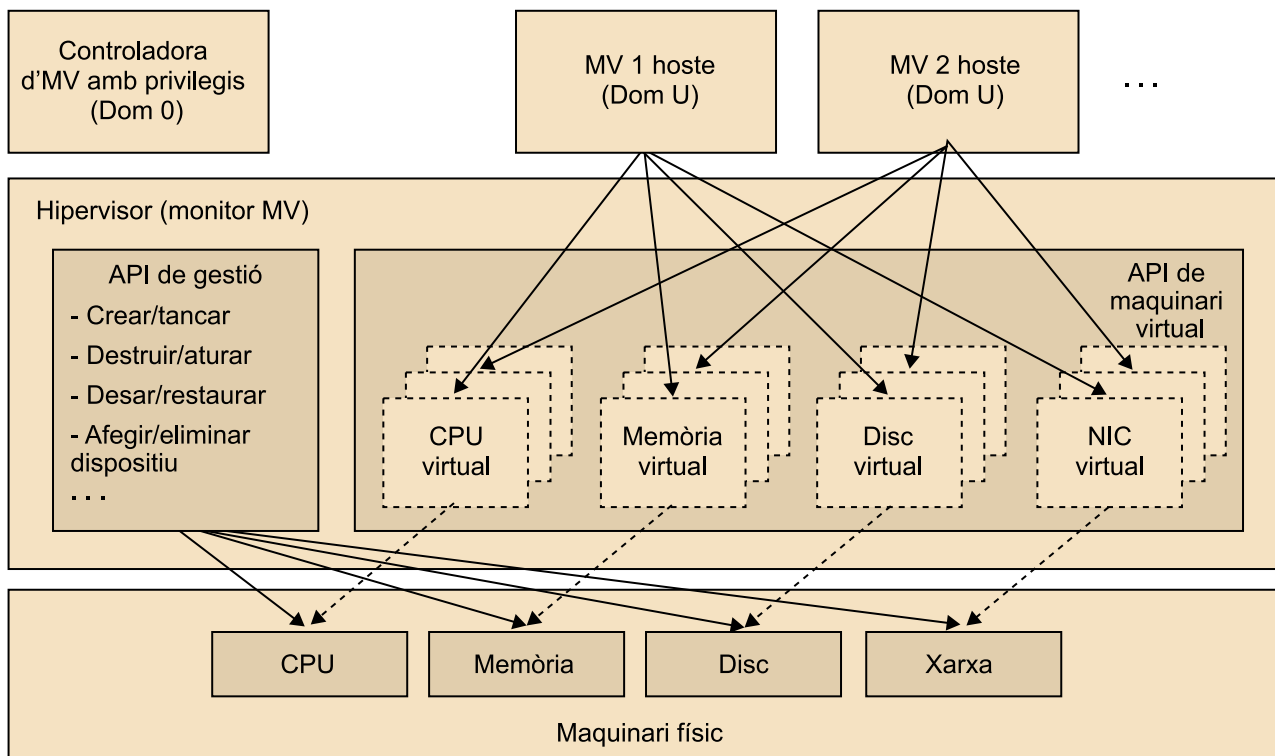 Controladora
d'MV amb privilegis
(Dom 0)
MV 1 hoste
(Dom U)
MV 2 hoste
(Dom U)
...
Hipervisor (monitor MV)
API de gestió
- Crear/tancar
- Destruir/aturar
- Desar/restaurar
- Afegir/eliminar
dispositiu
...
API de
maquinari
virtual
CPU
virtual
Memòria
virtual
Disc
virtual
NIC
virtual
CPU
Memòria
Disc
Xarxa
Maquinari físic